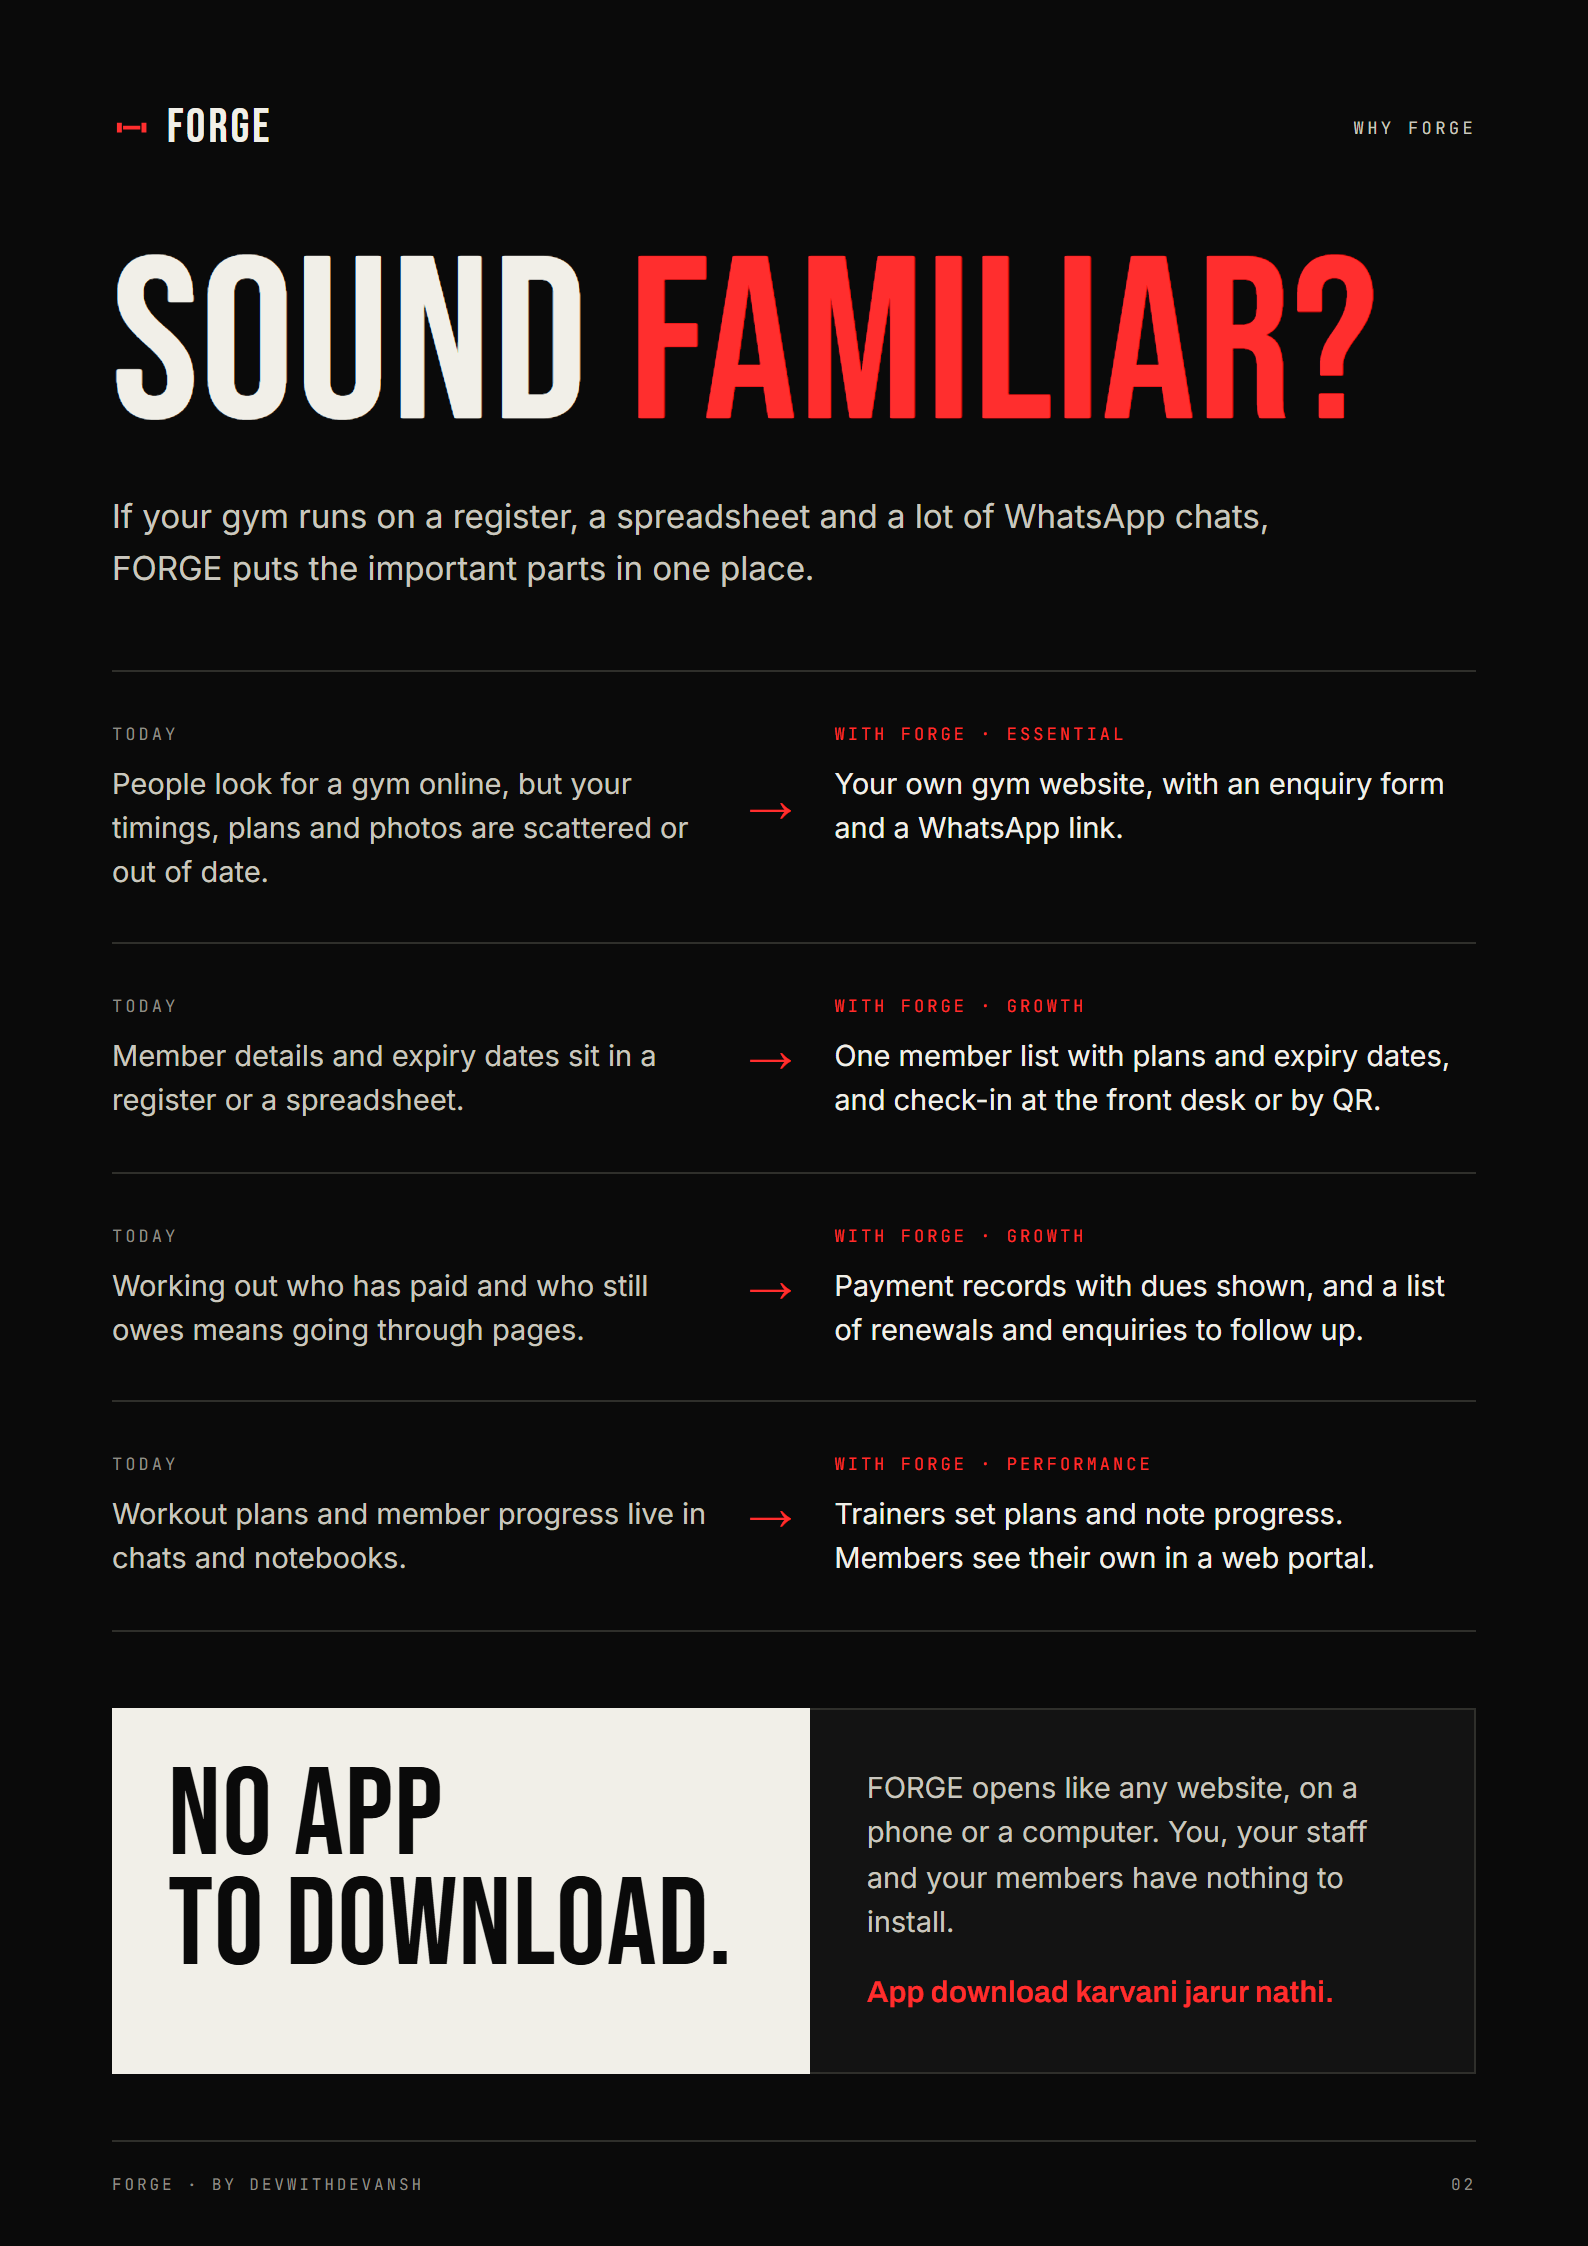 FORGE
WHY FORGE
SOUND FAMILIAR?
If your gym runs on a register, a spreadsheet and a lot of WhatsApp chats,
FORGE puts the important parts in one place.
TODAY
People look for a gym online, but your
timings, plans and photos are scattered or
out of date.
→
WITH FORGE · ESSENTIAL
Your own gym website, with an enquiry form
and a WhatsApp link.
TODAY
Member details and expiry dates sit in a
register or a spreadsheet.
→
WITH FORGE · GROWTH
One member list with plans and expiry dates,
and check-in at the front desk or by QR.
TODAY
Working out who has paid and who still
owes means going through pages.
→
WITH FORGE · GROWTH
Payment records with dues shown, and a list
of renewals and enquiries to follow up.
TODAY
Workout plans and member progress live in
chats and notebooks.
→
WITH FORGE · PERFORMANCE
Trainers set plans and note progress.
Members see their own in a web portal.
NO APP
TO DOWNLOAD.
FORGE opens like any website, on a
phone or a computer. You, your staff
and your members have nothing to
install.
App download karvani jarur nathi.
FORGE · BY DEVWITHDEVANSH
02